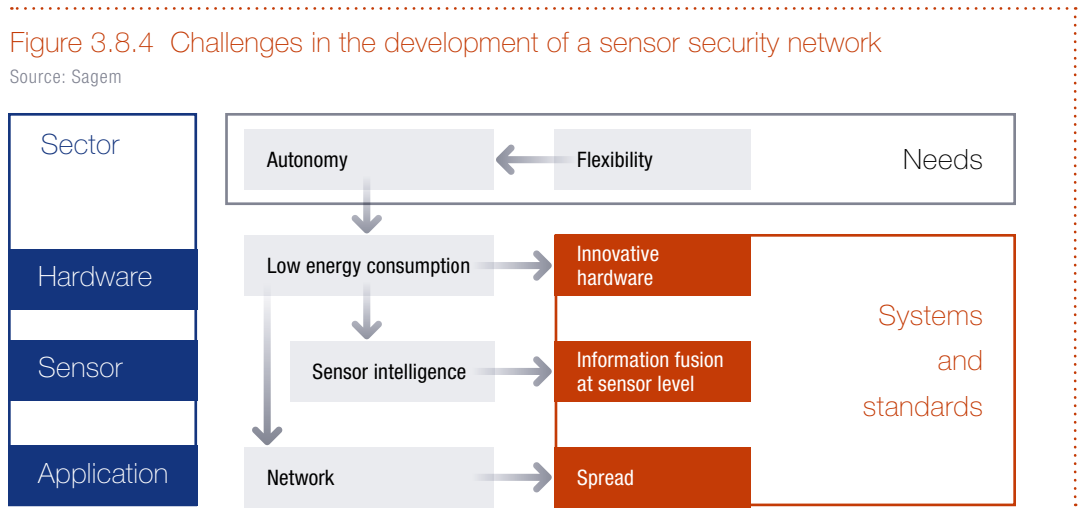 Figure 3.8.4 Challenges in the development of a sensor security network
Source: Sagem
Sector
Autonomy
Flexibility
Needs
Hardware
Low energy consumption
Innovative
hardware
Systems
and
standards
Sensor
Sensor intelligence
Information fusion
at sensor level
Application
Network
Spread